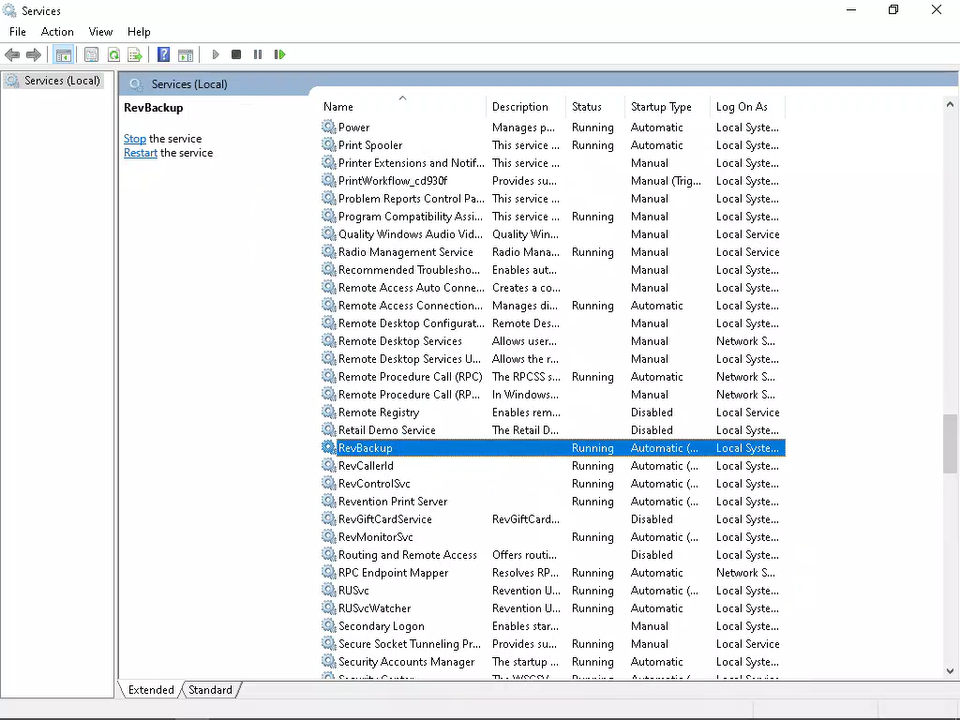 Services
File Action View Help
Services (Local)
Services (Local)
RevBackup
Stop the service
Restart the service
Name Description Status Startup Type Log On As
Power Manages p... Running Automatic Local Syste...
Print Spooler This service ... Running Automatic Local Syste...
Printer Extensions and Notif... This service ... Manual Local Syste...
PrintWorkflow_cd930f Provides su... Manual (Trig... Local Syste...
Problem Reports Control Pa... This service ... Manual Local Syste...
Program Compatibility Assi... This service ... Running Manual Local Syste...
Quality Windows Audio Vid... Quality Win... Manual Local Service
Radio Management Service Radio Mana... Running Manual Local Service
Recommended Troublesho... Enables aut... Manual Local Syste...
Remote Access Auto Conne... Creates a co... Manual Local Syste...
Remote Access Connection... Manages di... Running Automatic Local Syste...
Remote Desktop Configurat... Remote Des... Manual Local Syste...
Remote Desktop Services Allows user... Manual Network S...
Remote Desktop Services U... Allows the r... Manual Local Syste...
Remote Procedure Call (RPC) The RPCSS s... Running Automatic Network S...
Remote Procedure Call (RP... In Windows... Manual Network S...
Remote Registry Enables rem... Disabled Local Service
Retail Demo Service The Retail D... Disabled Local Syste...
RevBackup Running Automatic (... Local Syste...
RevCallerId Running Automatic (... Local Syste...
RevControlSvc Running Automatic (... Local Syste...
Revention Print Server Running Automatic (... Local Syste...
RevGiftCardService RevGiftCard... Disabled Local Syste...
RevMonitorSvc Running Automatic (... Local Syste...
Routing and Remote Access Offers routi... Disabled Local Syste...
RPC Endpoint Mapper Resolves RP... Running Automatic Network S...
RUSvc Revention U... Running Automatic (... Local Syste...
RUSvcWatcher Revention U... Running Automatic Local Syste...
Secondary Logon Enables star... Manual Local Syste...
Secure Socket Tunneling Pr... Provides su... Running Manual Local Service
Security Accounts Manager The startup ... Running Automatic Local Syste...
Extended Standard